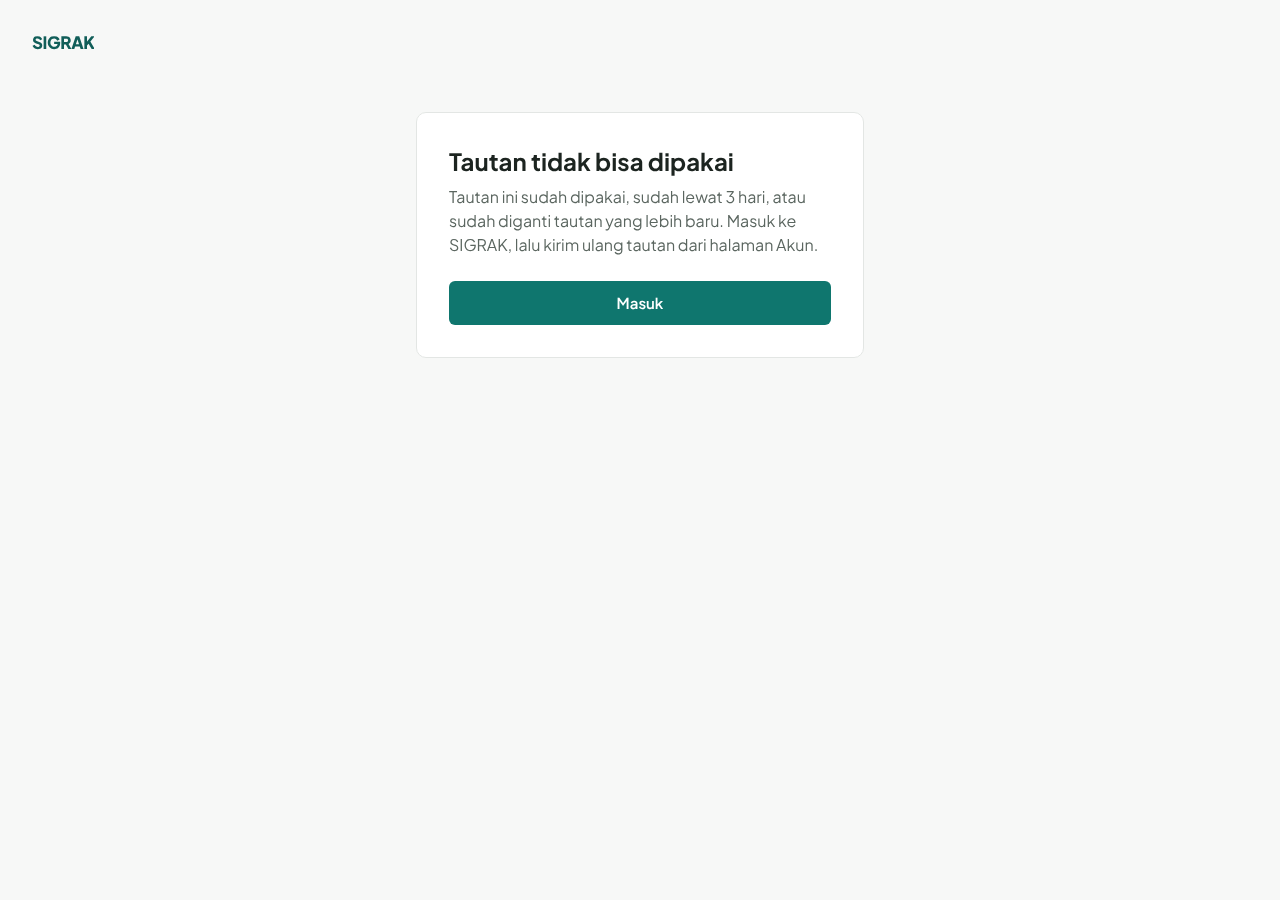 SIGRAK
Tautan tidak bisa dipakai
Tautan ini sudah dipakai, sudah lewat 3 hari, atau
sudah diganti tautan yang lebih baru. Masuk ke
SIGRAK, lalu kirim ulang tautan dari halaman Akun.
Masuk